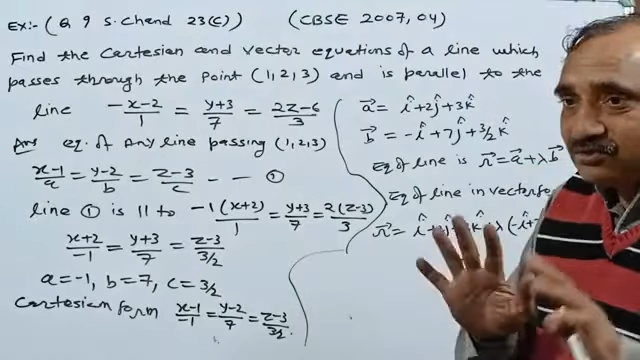 Ex:- (Q 9 S. Chand 23(C)) (CBSE 2007, 04)
Find the Cartesian and vector equations of a line which
passes through the point (1,2,3) and is parallel to the
line (-x-2)/1 = (y+3)/7 = (2z-6)/3
Ans eq. of any line passing (1,2,3)
(x-1)/a = (y-2)/b = (z-3)/c - - ①
line ① is || to (-1(x+2))/1 = (y+3)/7 = (2(z-3))/3
(x+2)/-1 = (y+3)/7 = (z-3)/(3/2)
a=-1, b=7, c=3/2
Cartesian form (x-1)/-1 = (y-2)/7 = (z-3)/(3/2).
a⃗ = î+2ĵ+3k̂
b⃗ = -î+7ĵ+3/2k̂
Eq of line is r⃗ = a⃗+λb⃗
Eq of line in vector
r⃗ = î+